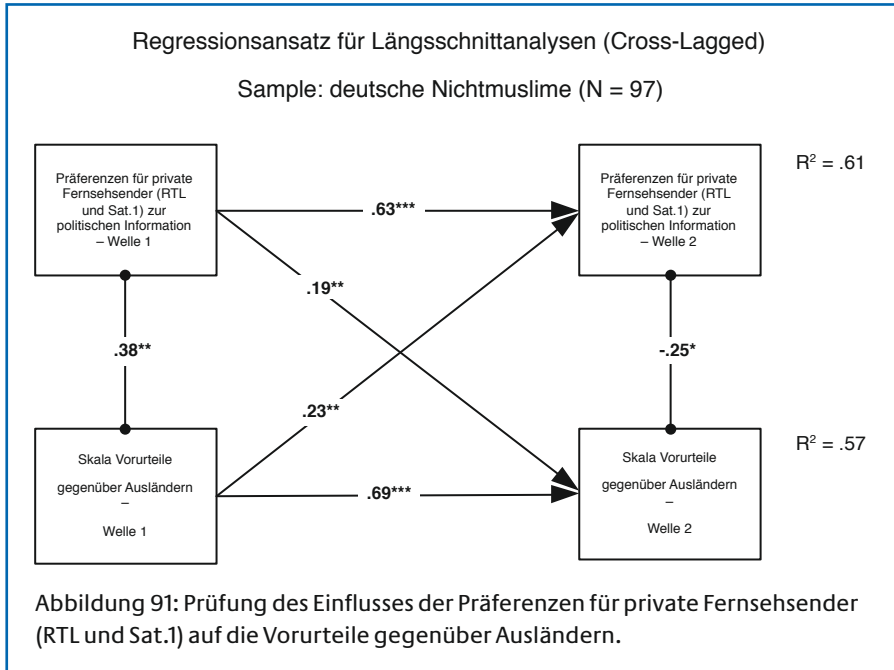 Regressionsansatz für Längsschnittanalysen (Cross-Lagged)
Sample: deutsche Nichtmuslime (N = 97)
Präferenzen für private
Fernsehsender (RTL
und Sat.1) zur
politischen Information
– Welle 1
Präferenzen für private
Fernsehsender (RTL
und Sat.1) zur
politischen Information
– Welle 2
R² = .61
.63***
.19**
.38**
-.25*
.23**
Skala Vorurteile
gegenüber Ausländern
–
Welle 1
Skala Vorurteile
gegenüber Ausländern
–
Welle 2
R² = .57
.69***
Abbildung 91: Prüfung des Einflusses der Präferenzen für private Fernsehsender
(RTL und Sat.1) auf die Vorurteile gegenüber Ausländern.